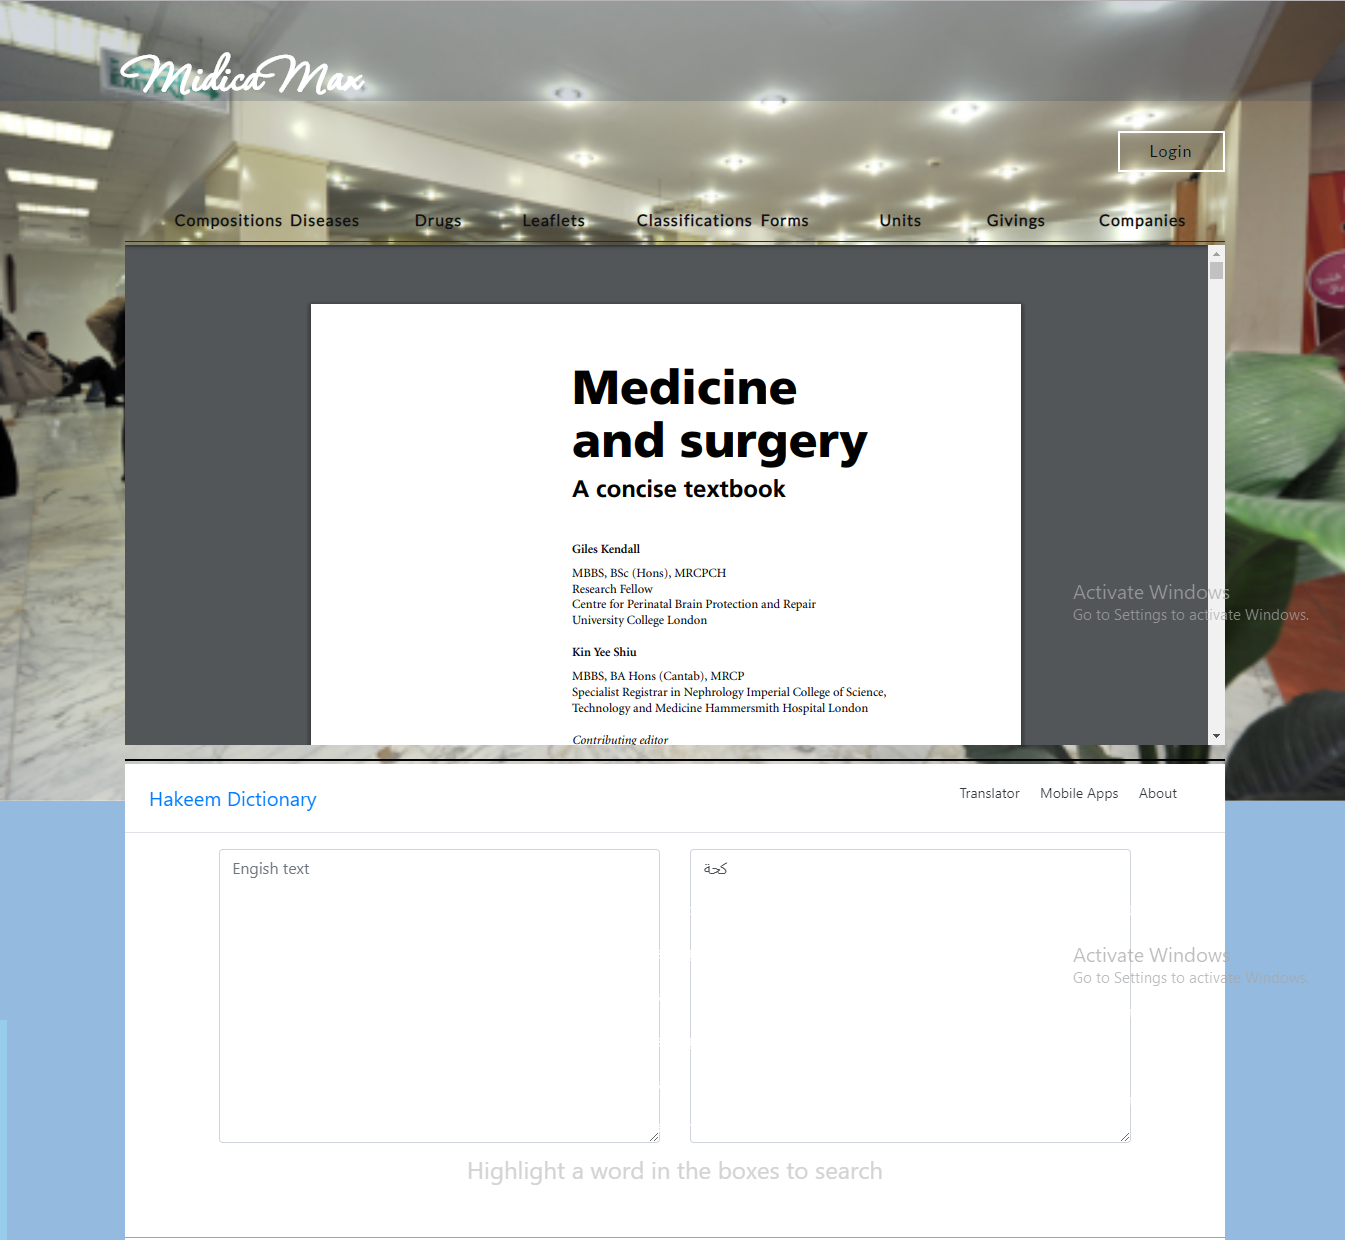 MidicaMax
Login
Compositions Diseases Drugs Leaflets Classifications Forms Units Givings Companies
Medicine
and surgery
A concise textbook
Giles Kendall
MBBS, BSc (Hons), MRCPCH
Research Fellow
Centre for Perinatal Brain Protection and Repair
University College London
Kin Yee Shiu
MBBS, BA Hons (Cantab), MRCP
Specialist Registrar in Nephrology Imperial College of Science,
Technology and Medicine Hammersmith Hospital London
Contributing editor
Activate Windows
Go to Settings to activate Windows.
Hakeem Dictionary
Translator Mobile Apps About
Engish text
كحة
Activate Windows
Go to Settings to activate Windows.
Highlight a word in the boxes to search